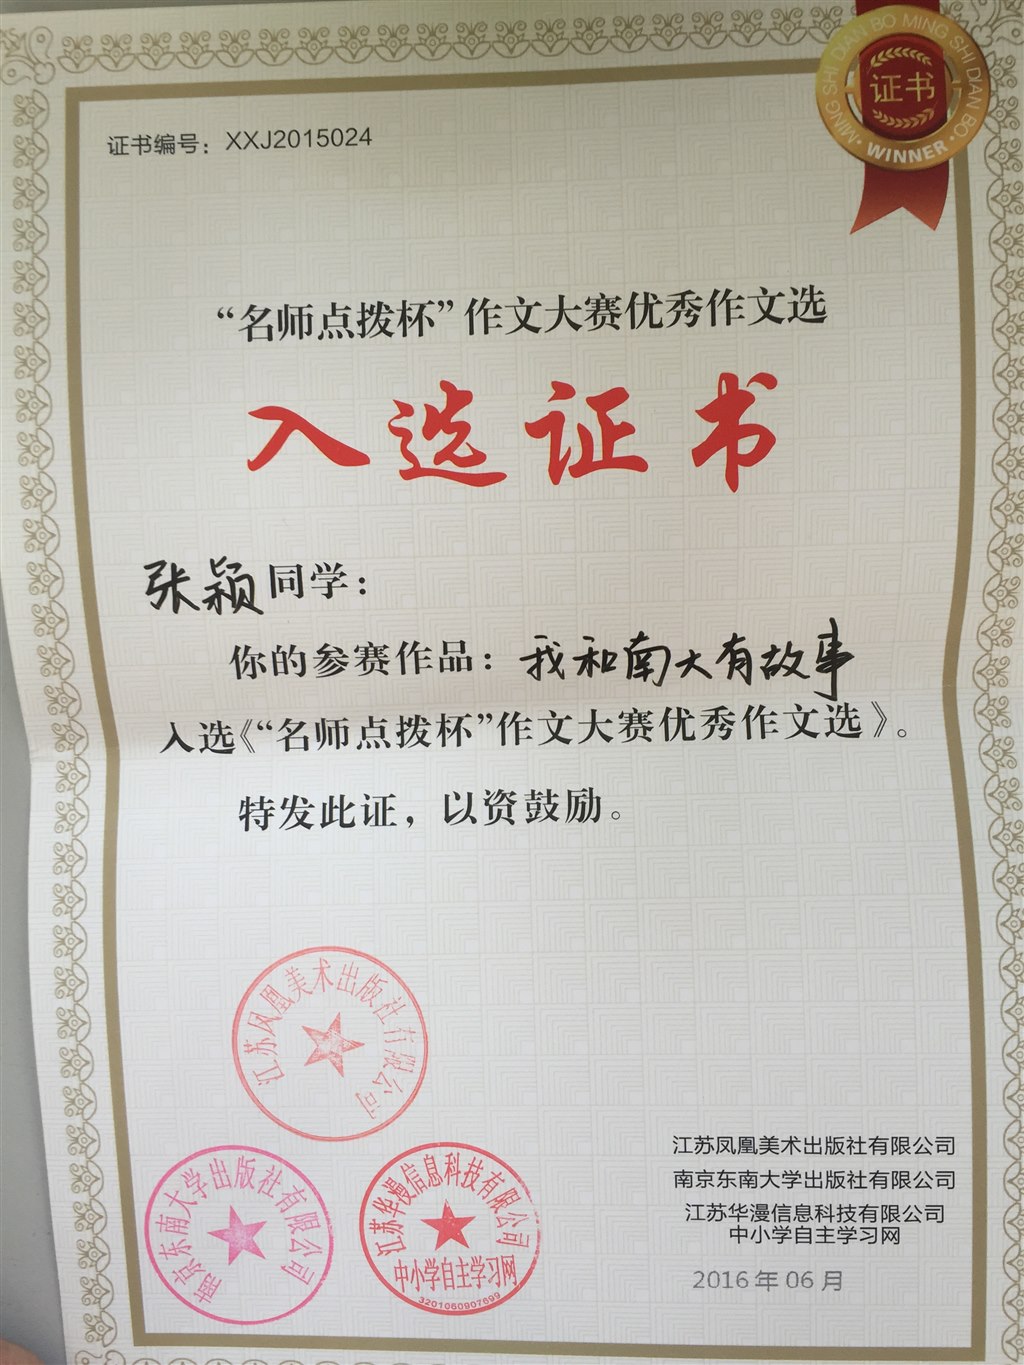 MING SHI DIAN BO MING SHI DIAN BO
证书
WINNER
证书编号：XXJ2015024
“名师点拨杯”作文大赛优秀作文选
入选证书
张颖同学：
你的参赛作品：我和南大有故事
入选《“名师点拨杯”作文大赛优秀作文选》。
特发此证，以资鼓励。
江苏凤凰美术出版社有限公司
南京东南大学出版社有限公司
江苏华漫信息科技有限公司
中小学自主学习网
3201060907699
江苏凤凰美术出版社有限公司
南京东南大学出版社有限公司
江苏华漫信息科技有限公司
中小学自主学习网
2016年06月